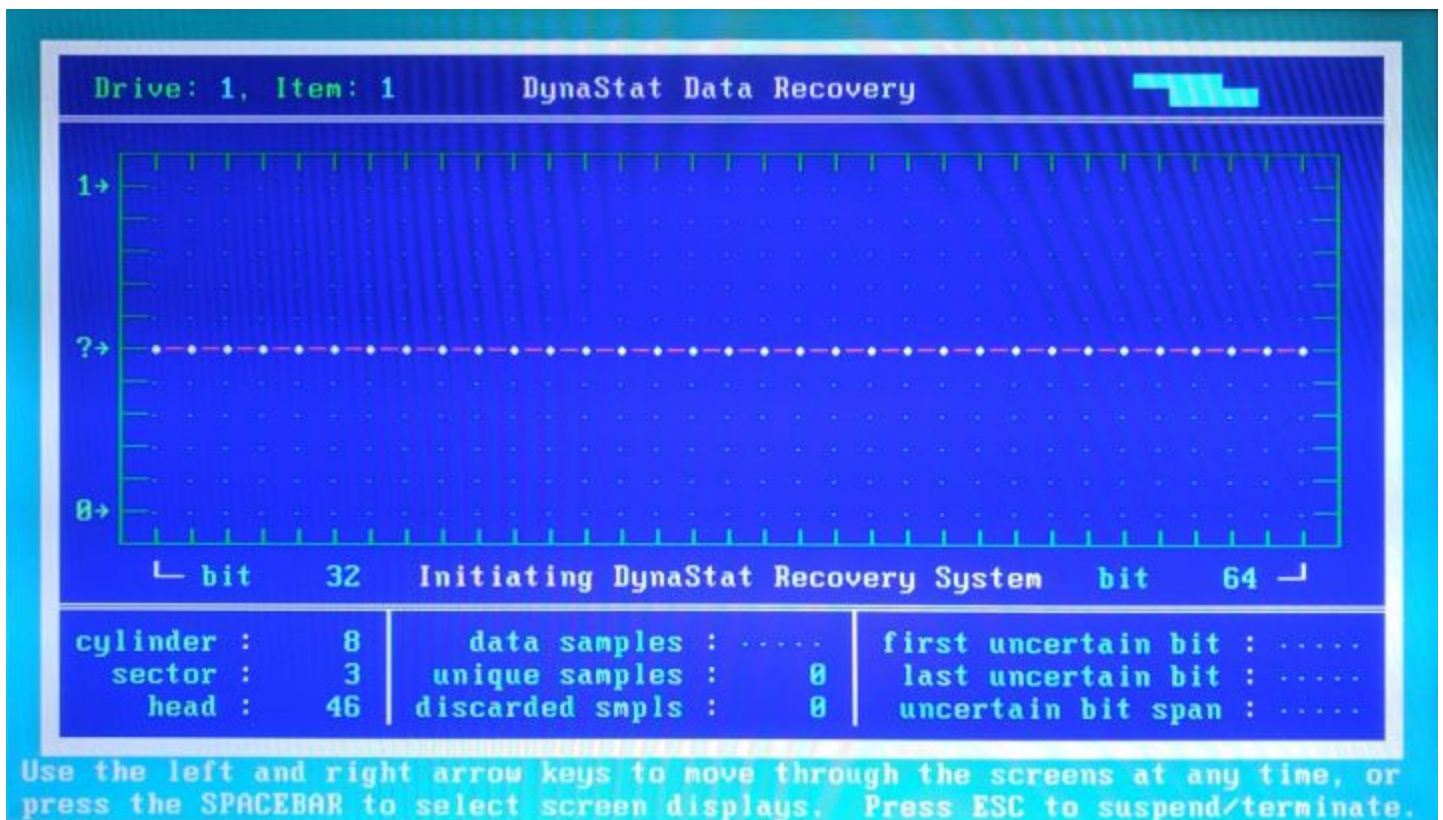 Drive: 1, Item: 1 DynaStat Data Recovery
1→
?→
0→
bit 32 Initiating DynaStat Recovery System bit 64
cylinder : 8 data samples : ----- first uncertain bit : -----
sector : 3 unique samples : 0 last uncertain bit : -----
head : 46 discarded smpls : 0 uncertain bit span : -----
Use the left and right arrow keys to move through the screens at any time, or
press the SPACEBAR to select screen displays. Press ESC to suspend/terminate.